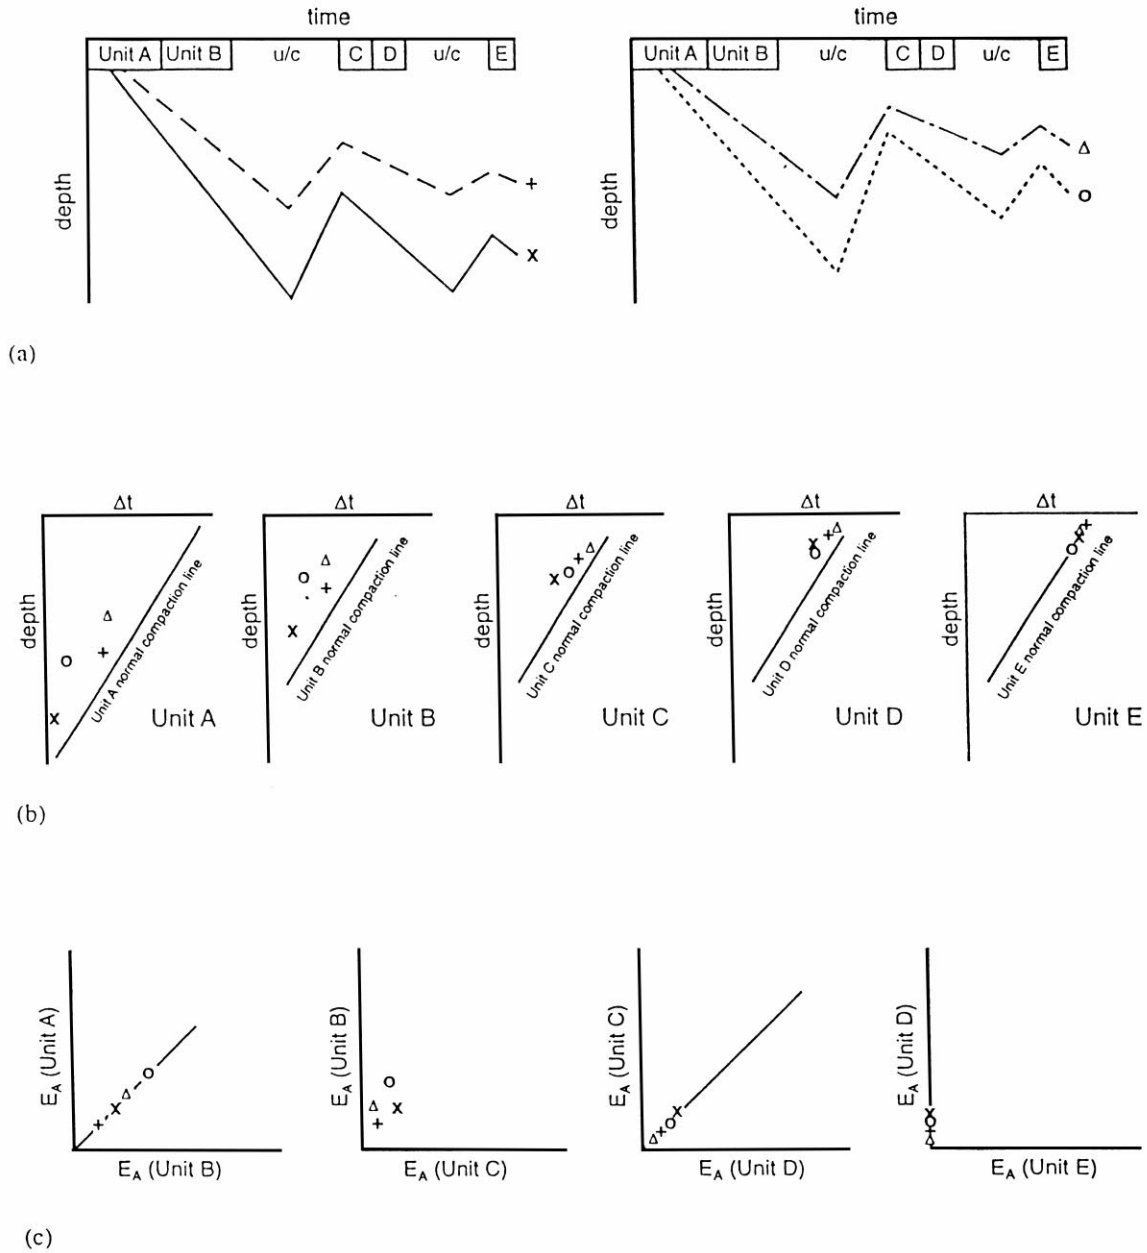 time
time
Unit A Unit B u/c C D u/c E
Unit A Unit B u/c C D u/c E
depth
+
x
depth
Δ
o
(a)
Δt
Δt
Δt
Δt
Δt
depth
Unit A normal compaction line
Unit A
depth
Unit B normal compaction line
Unit B
depth
Unit C normal compaction line
Unit C
depth
Unit D normal compaction line
Unit D
depth
Unit E normal compaction line
Unit E
(b)
E_A (Unit A)
E_A (Unit B)
E_A (Unit B)
E_A (Unit C)
E_A (Unit C)
E_A (Unit D)
E_A (Unit D)
E_A (Unit E)
(c)